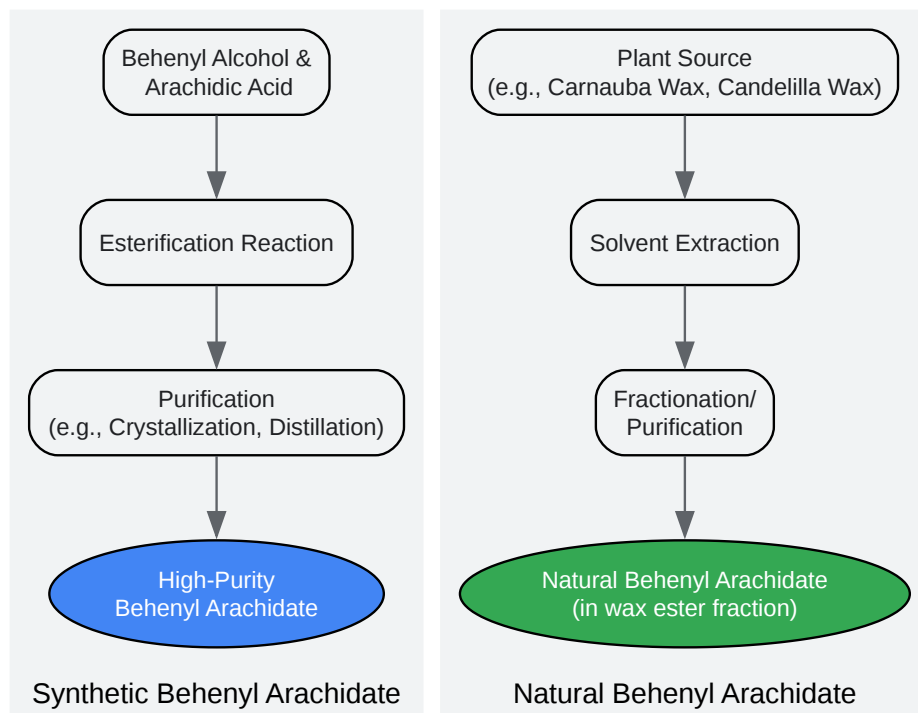 Behenyl Alcohol &
Arachidic Acid
Esterification Reaction
Purification
(e.g., Crystallization, Distillation)
High-Purity
Behenyl Arachidate
Synthetic Behenyl Arachidate
Plant Source
(e.g., Carnauba Wax, Candelilla Wax)
Solvent Extraction
Fractionation/
Purification
Natural Behenyl Arachidate
(in wax ester fraction)
Natural Behenyl Arachidate